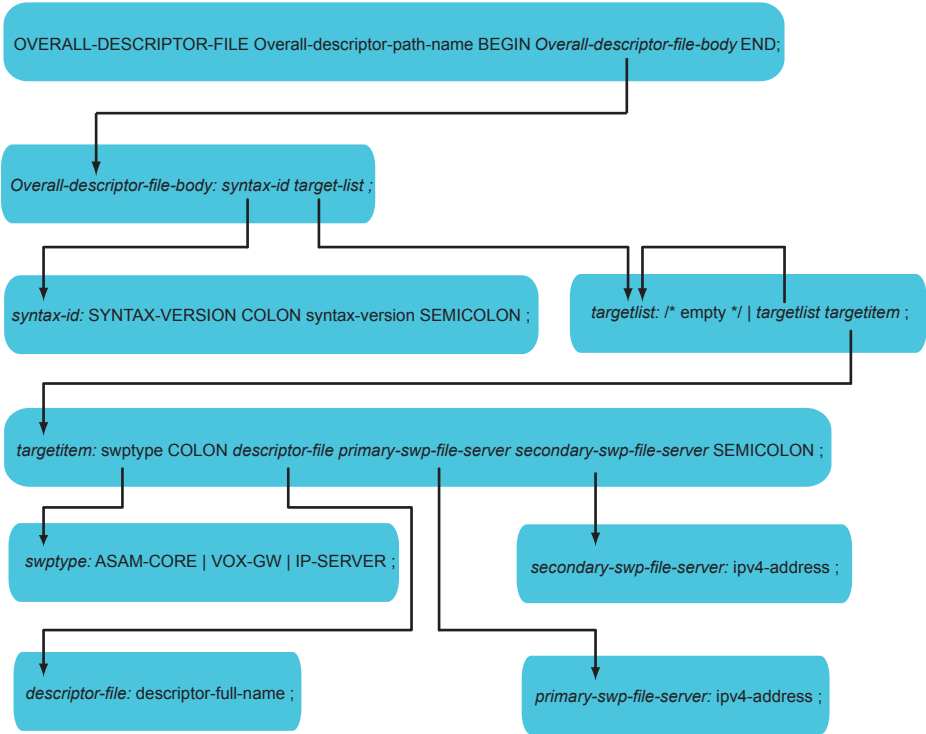 OVERALL-DESCRIPTOR-FILE Overall-descriptor-path-name BEGIN Overall-descriptor-file-body END;
Overall-descriptor-file-body: syntax-id target-list ;
syntax-id: SYNTAX-VERSION COLON syntax-version SEMICOLON ;
targetlist: /* empty */ | targetlist targetitem ;
targetitem: swptype COLON descriptor-file primary-swp-file-server secondary-swp-file-server SEMICOLON ;
swptype: ASAM-CORE | VOX-GW | IP-SERVER ;
secondary-swp-file-server: ipv4-address ;
descriptor-file: descriptor-full-name ;
primary-swp-file-server: ipv4-address ;